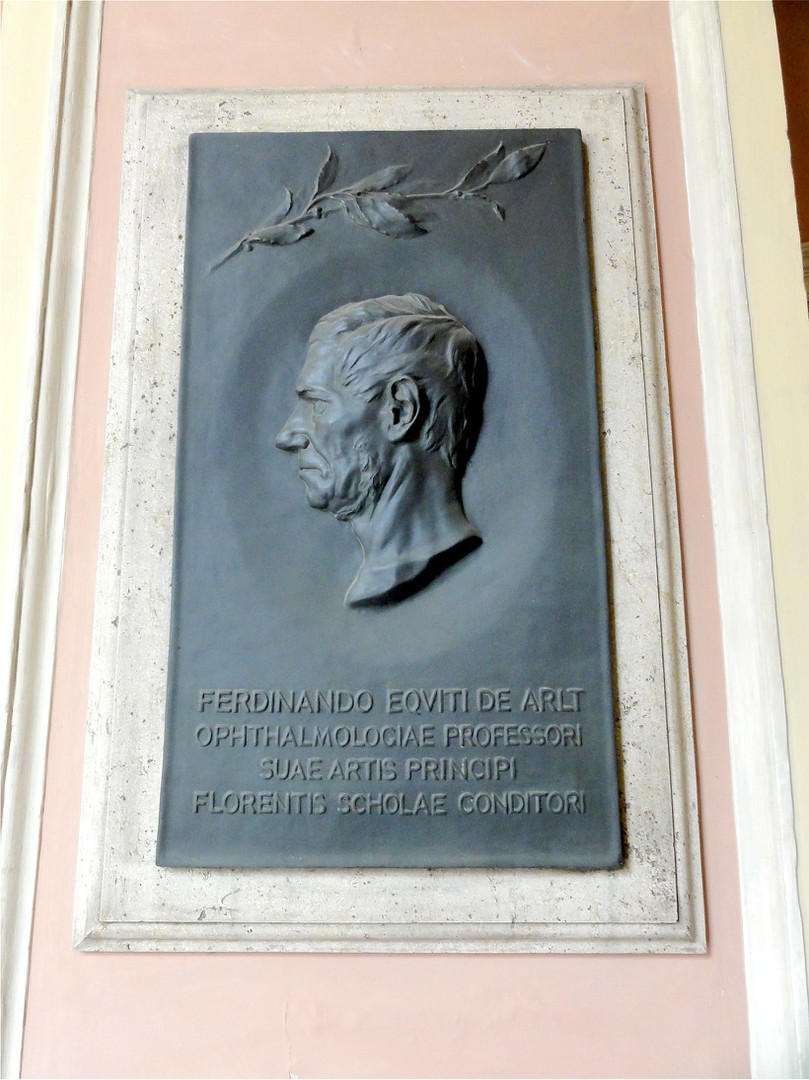 FERDINANDO EQVITI DE ARLT
OPHTHALMOLOGIAE PROFESSORI
SUAE ARTIS PRINCIPI
FLORENTIS SCHOLAE CONDITORI